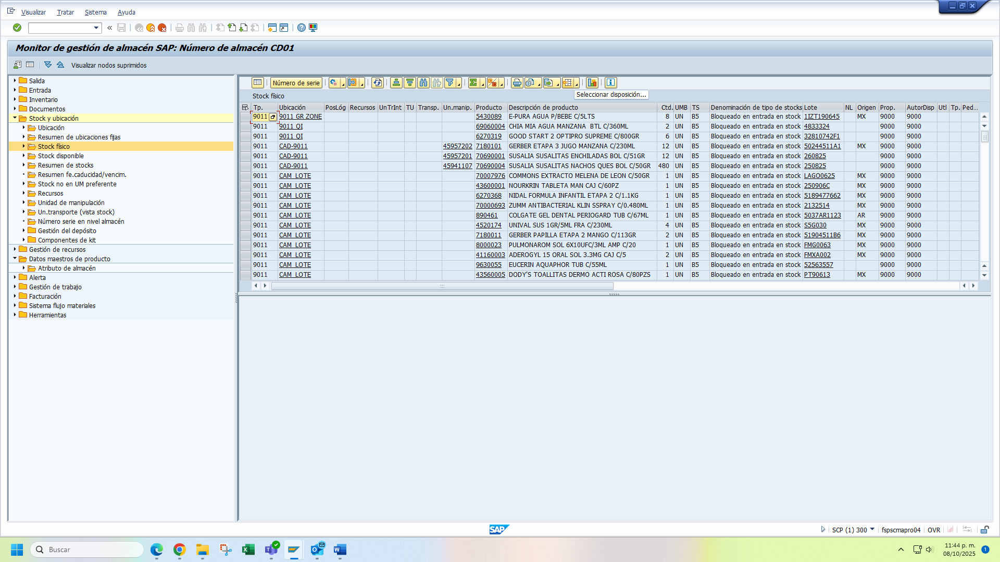 Visualizar Tratar Sistema Ayuda
Monitor de gestión de almacén SAP: Número de almacén CD01
Visualizar nodos suprimidos
Salida
Entrada
Inventario
Documentos
Stock y ubicación
Ubicación
Resumen de ubicaciones fijas
Stock físico
Stock disponible
Resumen de stocks
Resumen fe.caducidad/vencim.
Stock no en UM preferente
Recursos
Unidad de manipulación
Un.transporte (vista stock)
Número serie en nivel almacén
Gestión del depósito
Componentes de kit
Gestión de recursos
Datos maestros de producto
Atributo de almacén
Alerta
Gestión de trabajo
Facturación
Sistema flujo materiales
Herramientas
Número de serie
Stock físico
Seleccionar disposición...
Tp. Ubicación PosLóg Recursos UnTrInt TU Transp. Un.manip. Producto Descripción de producto Ctd. UMB TS Denominación de tipo de stocks Lote NL Origen Prop. AutorDisp Utl Tp. Ped...
9011 9011 GR ZONE 5430089 E-PURA AGUA P/BEBE C/5LTS 8 UN B5 Bloqueado en entrada en stock 1IZT190645 MX 9000 9000
9011 9011 QI 69060004 CHIA MIA AGUA MANZANA BTL C/360ML 2 UN B5 Bloqueado en entrada en stock 4833324 9000 9000
9011 9011 QI 6270319 GOOD START 2 OPTIPRO SUPREME C/800GR 6 UN B5 Bloqueado en entrada en stock 32810742F1 9000 9000
9011 CAD-9011 45957202 7180101 GERBER ETAPA 3 JUGO MANZANA C/230ML 12 UN B5 Bloqueado en entrada en stock 50244511A1 MX 9000 9000
9011 CAD-9011 45957201 70690001 SUSALIA SUSALITAS ENCHILADAS BOL C/51GR 12 UN B5 Bloqueado en entrada en stock 260825 9000 9000
9011 CAD-9011 45941107 70690004 SUSALIA SUSALITAS NACHOS QUES BOL C/50GR 480 UN B5 Bloqueado en entrada en stock 250825 9000 9000
9011 CAM_LOTE 70007976 COMMONS EXTRACTO MELENA DE LEON C/50GR 1 UN B5 Bloqueado en entrada en stock LAGO0625 MX 9000 9000
9011 CAM_LOTE 43600001 NOURKRIN TABLETA MAN CAJ C/60PZ 1 UN B5 Bloqueado en entrada en stock 250906C MX 9000 9000
9011 CAM_LOTE 6270368 NIDAL FORMULA INFANTIL ETAPA 2 C/1.1KG 1 UN B5 Bloqueado en entrada en stock 5189477662 MX 9000 9000
9011 CAM_LOTE 70000693 ZUMM ANTIBACTERIAL KLIN SSPRAY C/0.480ML 1 UN B5 Bloqueado en entrada en stock 2132514 MX 9000 9000
9011 CAM_LOTE 890461 COLGATE GEL DENTAL PERIOGARD TUB C/67ML 1 UN B5 Bloqueado en entrada en stock 5037AR1123 AR 9000 9000
9011 CAM_LOTE 4520174 UNIVAL SUS 1GR/5ML FRA C/230ML 4 UN B5 Bloqueado en entrada en stock S5G030 MX 9000 9000
9011 CAM_LOTE 7180011 GERBER PAPILLA ETAPA 2 MANGO C/113GR 2 UN B5 Bloqueado en entrada en stock 51904511B6 MX 9000 9000
9011 CAM_LOTE 8000023 PULMONAROM SOL 6X10UFC/3ML AMP C/20 1 UN B5 Bloqueado en entrada en stock FMG0063 MX 9000 9000
9011 CAM_LOTE 41160003 ADEROGYL 15 ORAL SOL 3.3MG CAJ C/5 2 UN B5 Bloqueado en entrada en stock FMXA002 MX 9000 9000
9011 CAM_LOTE 9630055 EUCERIN AQUAPHOR TUB C/55ML 1 UN B5 Bloqueado en entrada en stock 52563557 9000 9000
9011 CAM_LOTE 43560005 DODY'S TOALLITAS DERMO ACTI ROSA C/80PZS 1 UN B5 Bloqueado en entrada en stock PT90613 MX 9000 9000
SAP
SCP (1) 300 fspscmapro04 OVR
Buscar
11:44 p. m.
08/10/2025
1